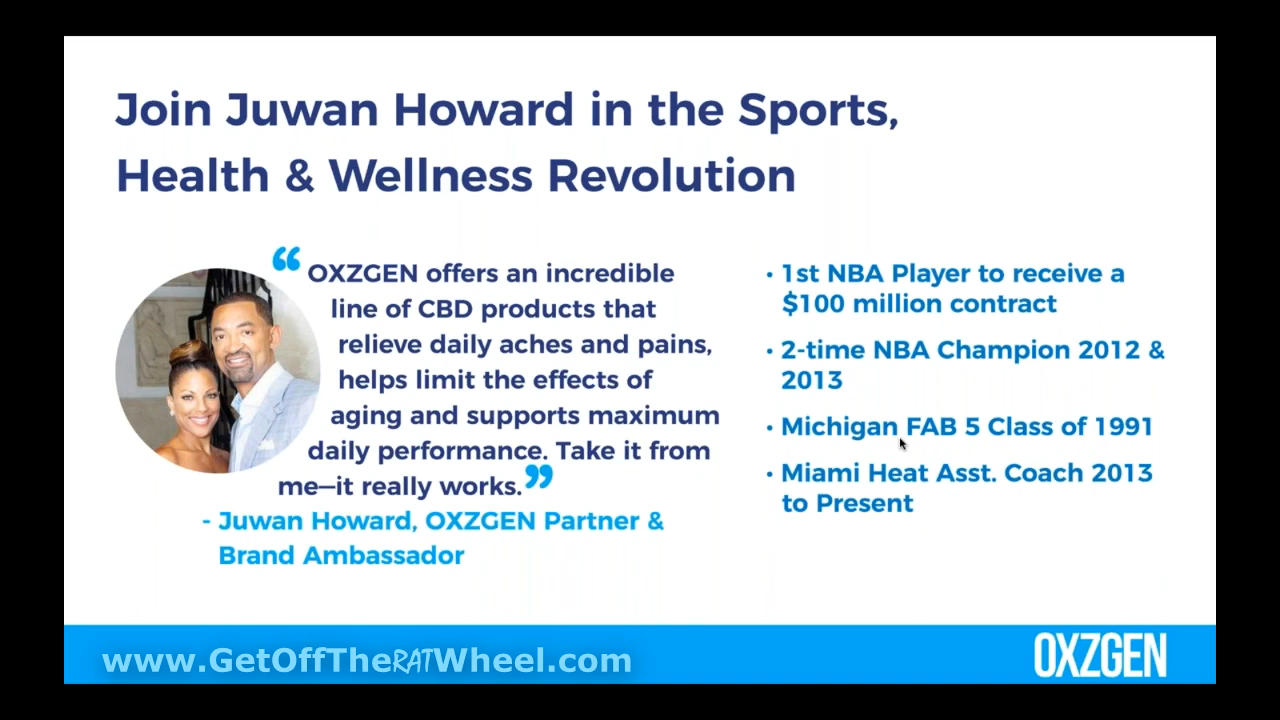 Join Juwan Howard in the Sports,
Health & Wellness Revolution
“ OXZGEN offers an incredible
line of CBD products that
relieve daily aches and pains,
helps limit the effects of
aging and supports maximum
daily performance. Take it from
me—it really works.”
- Juwan Howard, OXZGEN Partner &
Brand Ambassador
• 1st NBA Player to receive a
$100 million contract
• 2-time NBA Champion 2012 &
2013
• Michigan FAB 5 Class of 1991
• Miami Heat Asst. Coach 2013
to Present
www.GetOffTheRATWheel.com
OXZGEN